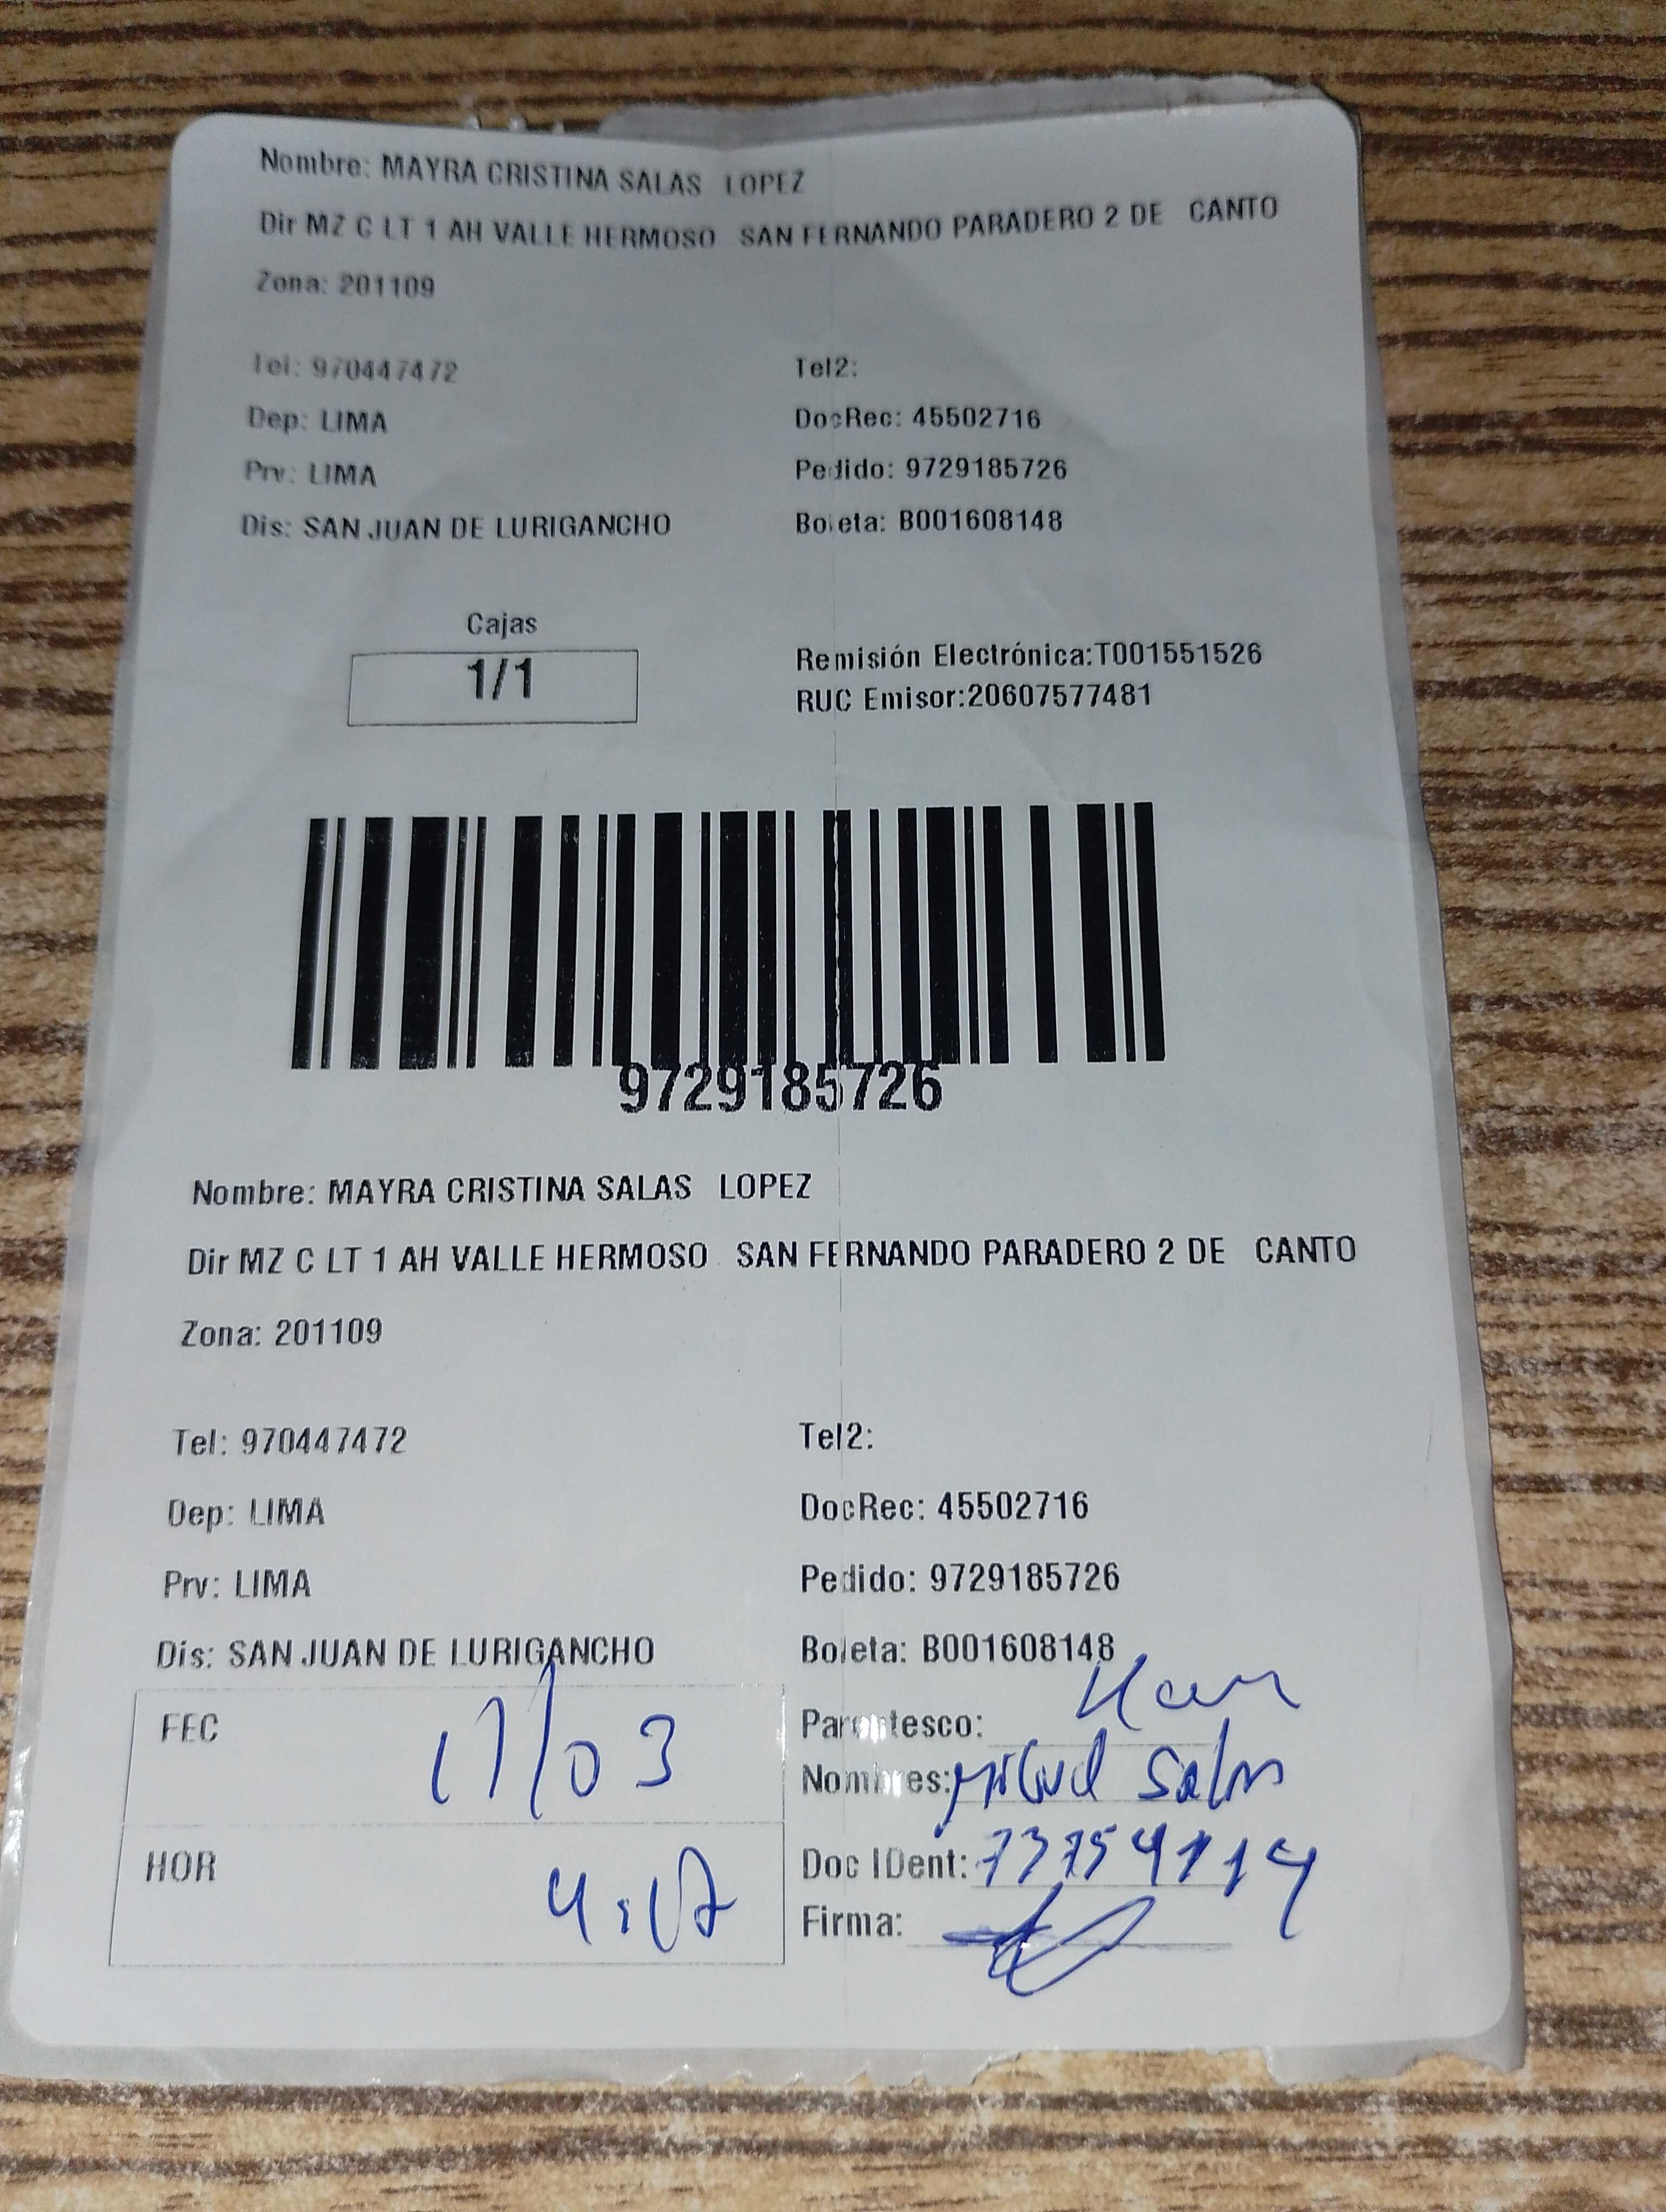 Nombre: MAYRA CRISTINA SALAS LOPEZ
Dir MZ C LT 1 AH VALLE HERMOSO SAN FERNANDO PARADERO 2 DE CANTO
Zona: 201109
Tel: 970447472 Tel2:
Dep: LIMA DocRec: 45502716
Prv: LIMA Pedido: 9729185726
Dis: SAN JUAN DE LURIGANCHO Boleta: B001608148
Cajas
1/1
Remisión Electrónica:T001551526
RUC Emisor:20607577481
9729185726
Nombre: MAYRA CRISTINA SALAS LOPEZ
Dir MZ C LT 1 AH VALLE HERMOSO SAN FERNANDO PARADERO 2 DE CANTO
Zona: 201109
Tel: 970447472 Tel2:
Dep: LIMA DocRec: 45502716
Prv: LIMA Pedido: 9729185726
Dis: SAN JUAN DE LURIGANCHO Boleta: B001608148
FEC 17/03
Parentesco:
Nombres: Miguel Salas
HOR 4:17
Doc IDent:
Firma: